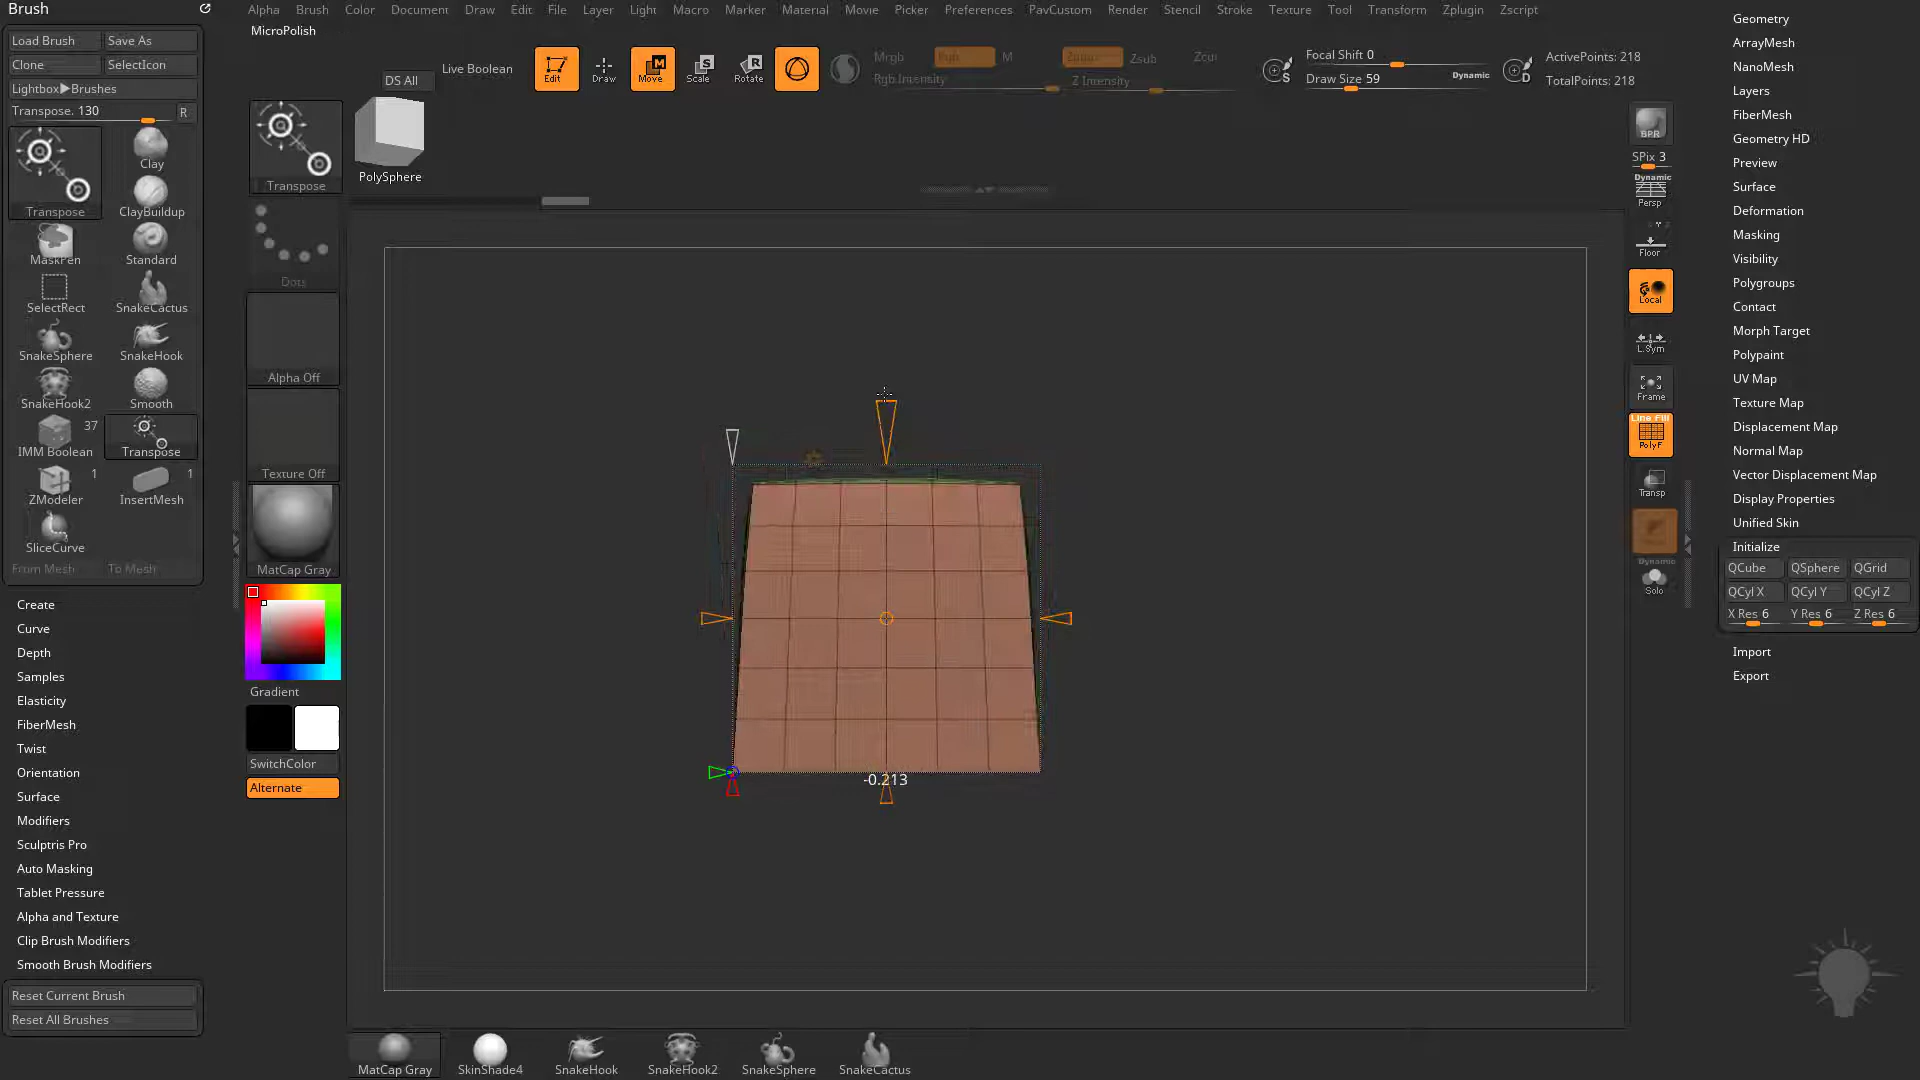 Brush
Alpha Brush Color Document Draw Edit File Layer Light Macro Marker Material Movie Picker Preferences PavCustom Render Stencil Stroke Texture Tool Transform Zplugin Zscript
MicroPolish
Load Brush Save As
Clone SelectIcon
Lightbox▶Brushes
Transpose. 130 R
Transpose
Clay
ClayBuildup
MaskPen Standard
SelectRect SnakeCactus
SnakeSphere SnakeHook
SnakeHook2 Smooth
37
IMM Boolean Transpose
1 1
ZModeler InsertMesh
SliceCurve
From Mesh To Mesh
Create
Curve
Depth
Samples
Elasticity
FiberMesh
Twist
Orientation
Surface
Modifiers
Sculptris Pro
Auto Masking
Tablet Pressure
Alpha and Texture
Clip Brush Modifiers
Smooth Brush Modifiers
Reset Current Brush
Reset All Brushes
DS All
Live Boolean
Edit Draw Move Scale Rotate
Mrgb Rgb M Zadd Zsub Zcut
Rgb Intensity Z Intensity
Focal Shift 0
Draw Size 59 Dynamic
S
D
ActivePoints: 218
TotalPoints: 218
Transpose
PolySphere
Dots
Alpha Off
Texture Off
MatCap Gray
Gradient
SwitchColor
Alternate
-0.213
BPR
SPix 3
Dynamic
Persp
Floor
Local
L.Sym
Frame
Line Fill
PolyF
Transp
Dynamic
Solo
Geometry
ArrayMesh
NanoMesh
Layers
FiberMesh
Geometry HD
Preview
Surface
Deformation
Masking
Visibility
Polygroups
Contact
Morph Target
Polypaint
UV Map
Texture Map
Displacement Map
Normal Map
Vector Displacement Map
Display Properties
Unified Skin
Initialize
QCube QSphere QGrid
QCyl X QCyl Y QCyl Z
X Res 6 Y Res 6 Z Res 6
Import
Export
MatCap Gray SkinShade4 SnakeHook SnakeHook2 SnakeSphere SnakeCactus